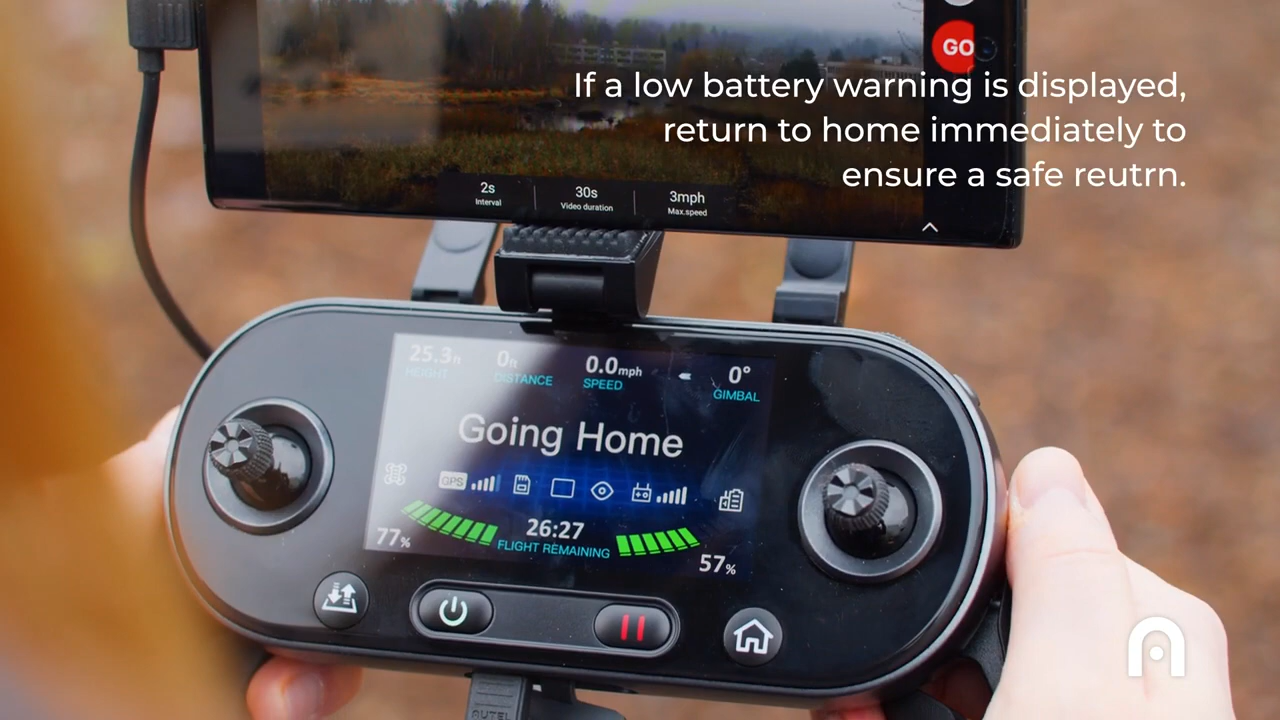 GO
If a low battery warning is displayed,
return to home immediately to
ensure a safe reutrn.
2s 30s 3mph
Interval Video duration Max.speed
25.3ft 0ft 0.0mph 0°
HEIGHT DISTANCE SPEED GIMBAL
Going Home
GPS
77% 26:27 57%
FLIGHT REMAINING
AUTEL